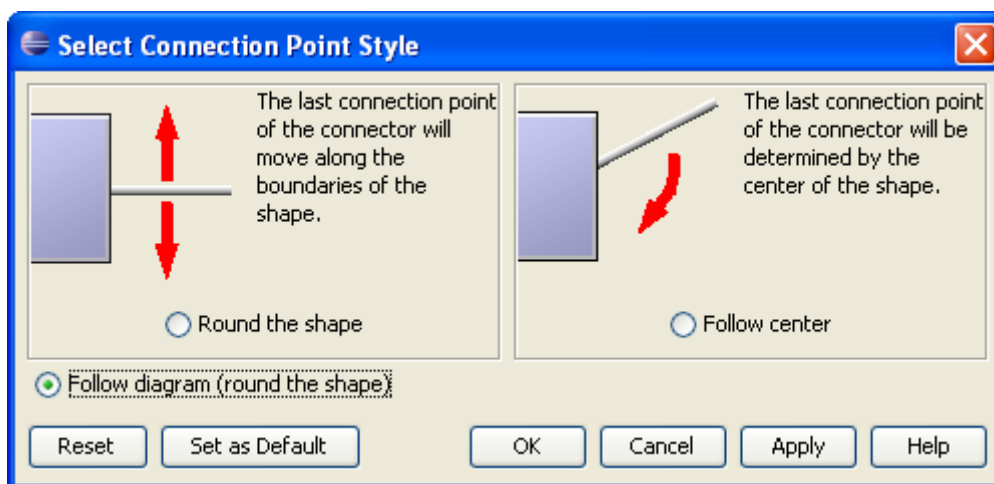 Select Connection Point Style
The last connection point
of the connector will
move along the
boundaries of the
shape.
Round the shape
The last connection point
of the connector will be
determined by the
center of the shape.
Follow center
Follow diagram (round the shape)
Reset Set as Default OK Cancel Apply Help